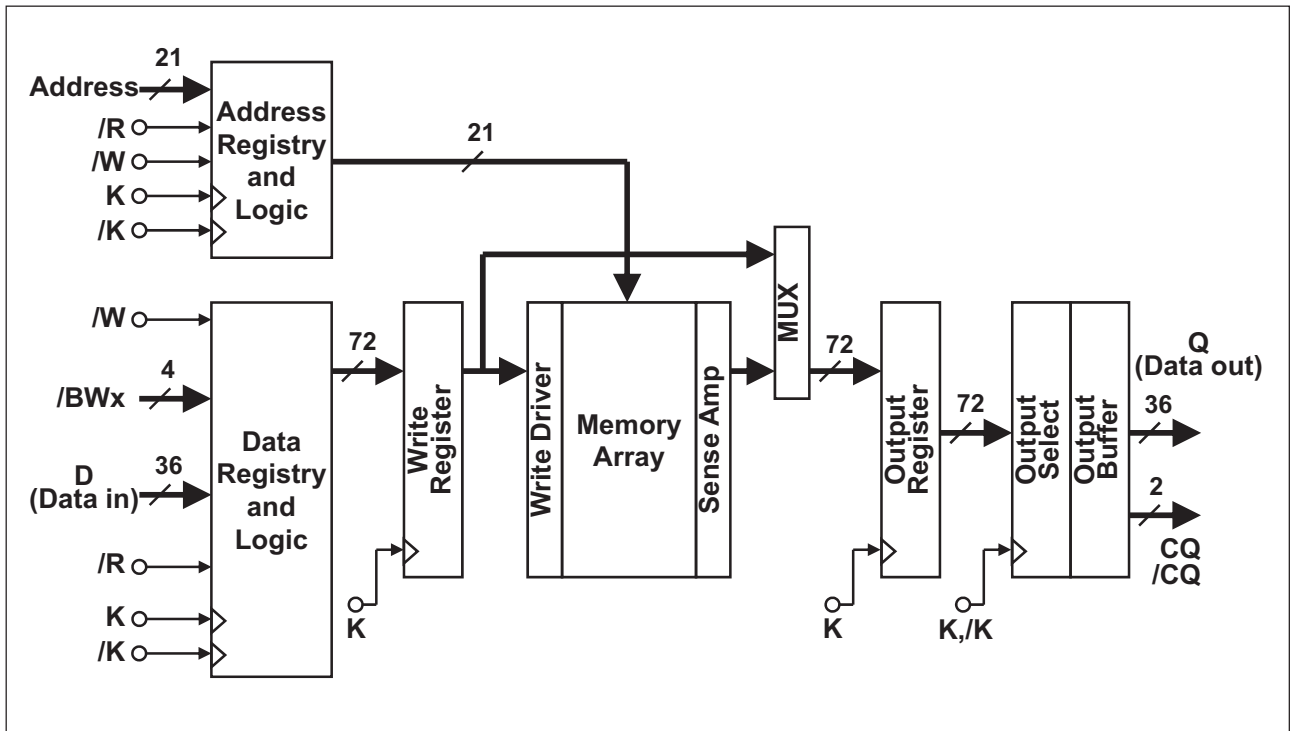 21
Address
/R
/W
K
/K
Address
Registry
and
Logic
21
/W
4
/BWx
36
D
(Data in)
/R
K
/K
Data
Registry
and
Logic
72
Write
Register
K
Write Driver
Memory
Array
Sense Amp
MUX
72
Output
Register
K
72
Output
Select
K,/K
Output
Buffer
Q
(Data out)
36
2
CQ
/CQ